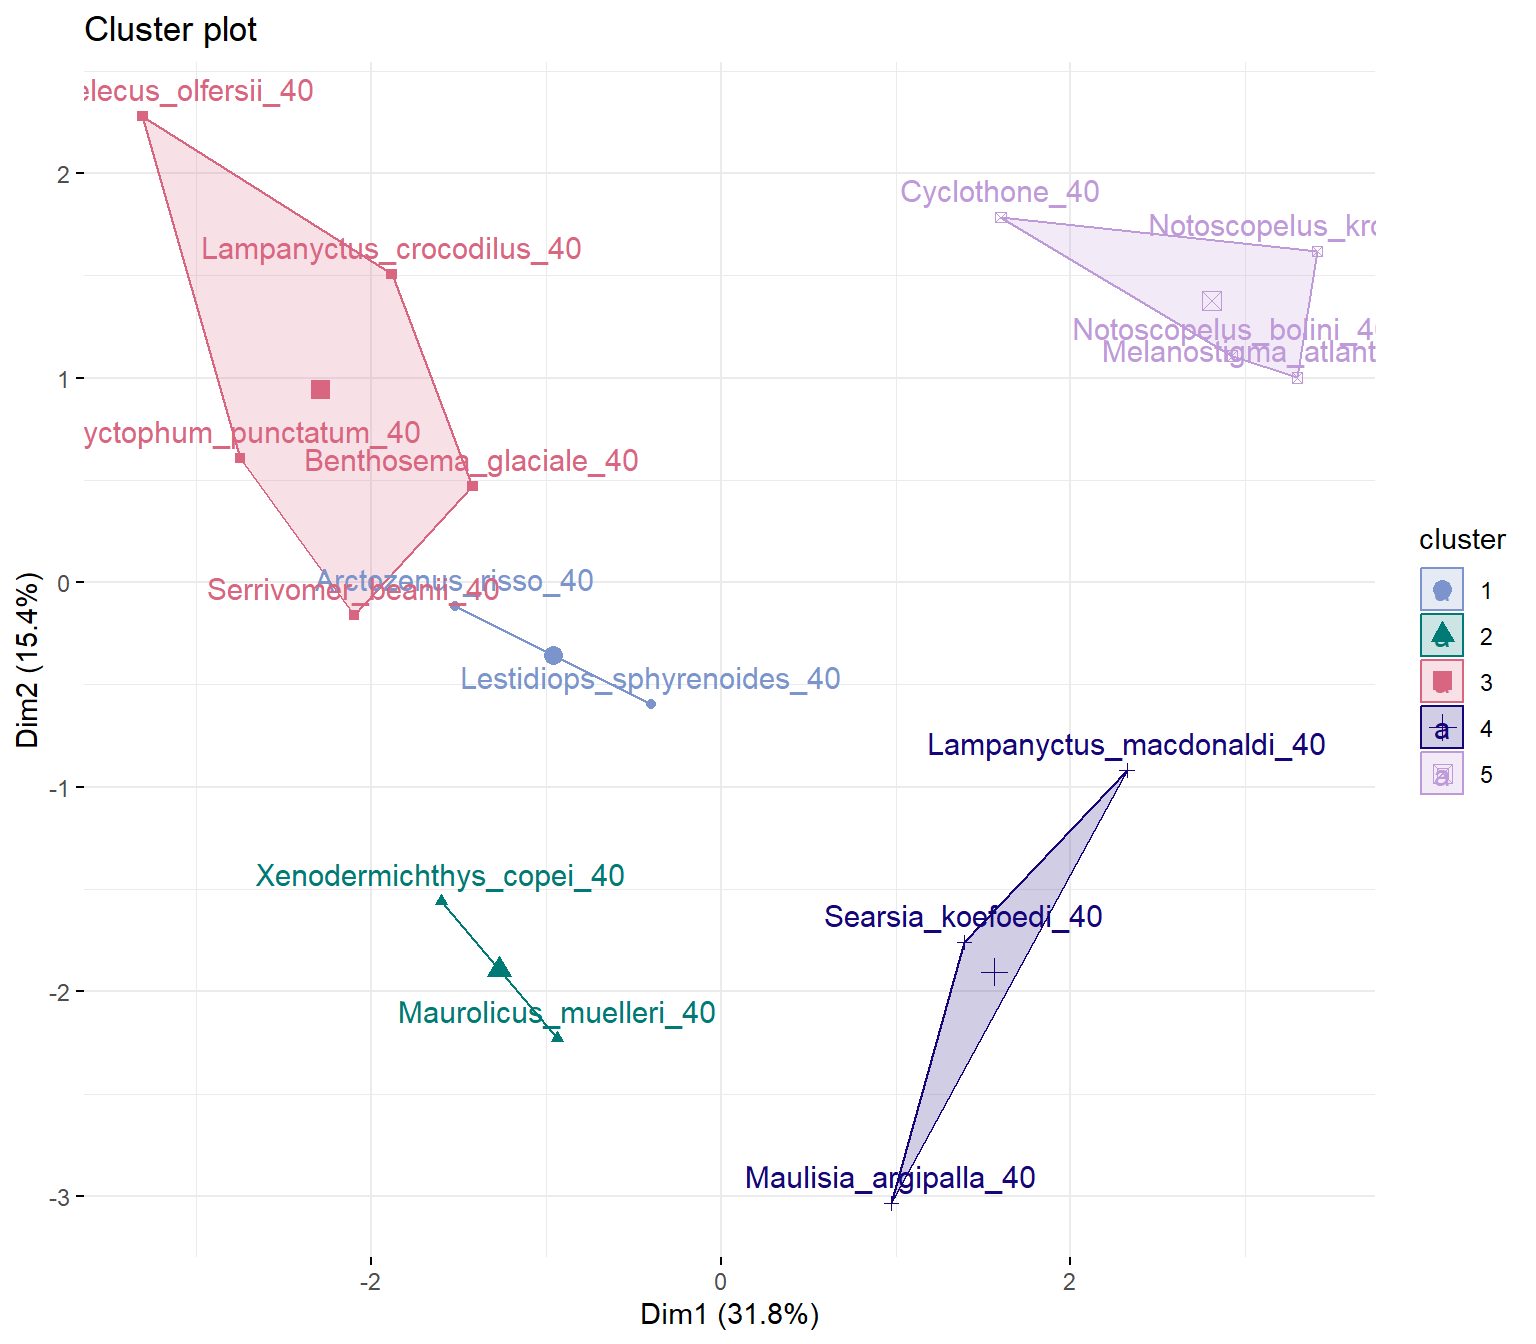 Cluster plot
elecus_olfersii_40
Cyclothone_40
Notoscopelus_kro
Lampanyctus_crocodilus_40
Notoscopelus_bolini_40
Melanostigma_atlant
yctophum_punctatum_40
Benthosema_glaciale_40
Arctozenus_risso_40
Serrivomer_beanii_40
Lestidiops_sphyrenoides_40
Lampanyctus_macdonaldi_40
Xenodermichthys_copei_40
Searsia_koefoedi_40
Maurolicus_muelleri_40
Maulisia_argipalla_40
2
1
0
-1
-2
-3
Dim2 (15.4%)
-2
0
2
Dim1 (31.8%)
cluster
a 1
a 2
a 3
a 4
a 5